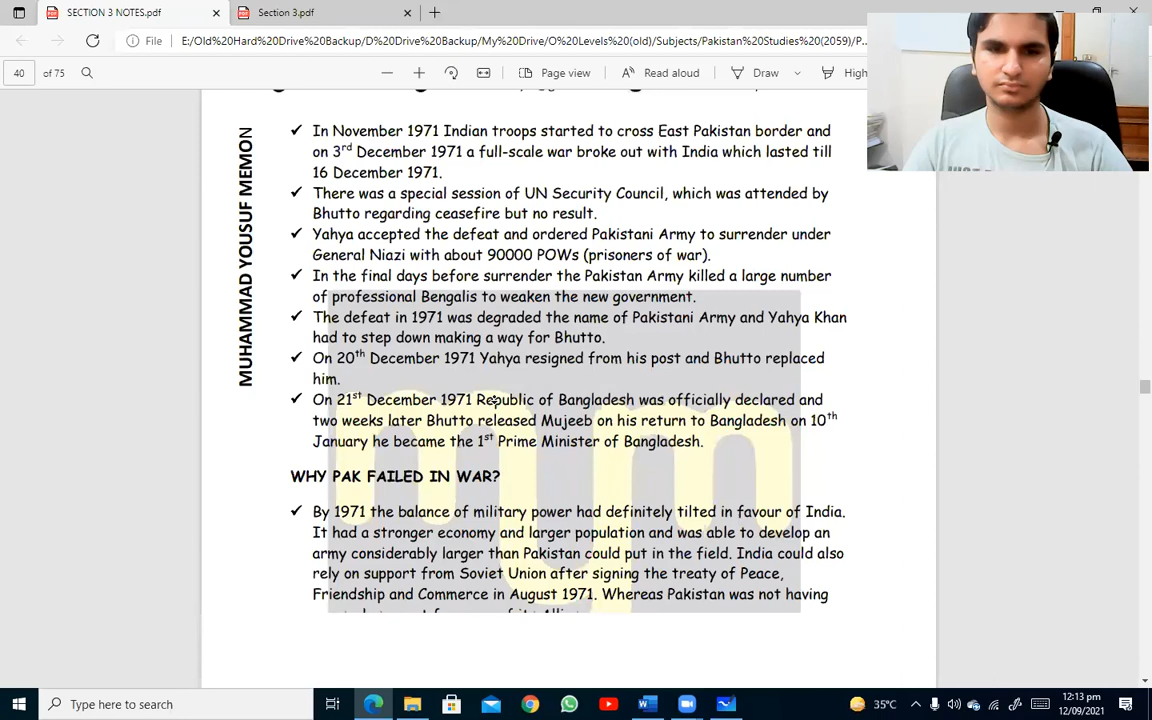 SECTION 3 NOTES.pdf
Section 3.pdf
File
E:/Old%20Hard%20Drive%20Backup/D%20Drive%20Backup/My%20Drive/O%20Levels%20(old)/Subjects/Pakistan%20Studies%20(2059)/P...
40 of 75
Page view
Read aloud
Draw
High
MUHAMMAD YOUSUF MEMON
✓ In November 1971 Indian troops started to cross East Pakistan border and
on 3rd December 1971 a full-scale war broke out with India which lasted till
16 December 1971.
✓ There was a special session of UN Security Council, which was attended by
Bhutto regarding ceasefire but no result.
✓ Yahya accepted the defeat and ordered Pakistani Army to surrender under
General Niazi with about 90000 POWs (prisoners of war).
✓ In the final days before surrender the Pakistan Army killed a large number
of professional Bengalis to weaken the new government.
✓ The defeat in 1971 was degraded the name of Pakistani Army and Yahya Khan
had to step down making a way for Bhutto.
✓ On 20th December 1971 Yahya resigned from his post and Bhutto replaced
him.
✓ On 21st December 1971 Republic of Bangladesh was officially declared and
two weeks later Bhutto released Mujeeb on his return to Bangladesh on 10th
January he became the 1st Prime Minister of Bangladesh.
WHY PAK FAILED IN WAR?
✓ By 1971 the balance of military power had definitely tilted in favour of India.
It had a stronger economy and larger population and was able to develop an
army considerably larger than Pakistan could put in the field. India could also
rely on support from Soviet Union after signing the treaty of Peace,
Friendship and Commerce in August 1971. Whereas Pakistan was not having
mym
Type here to search
35°C
12:13 pm
12/09/2021